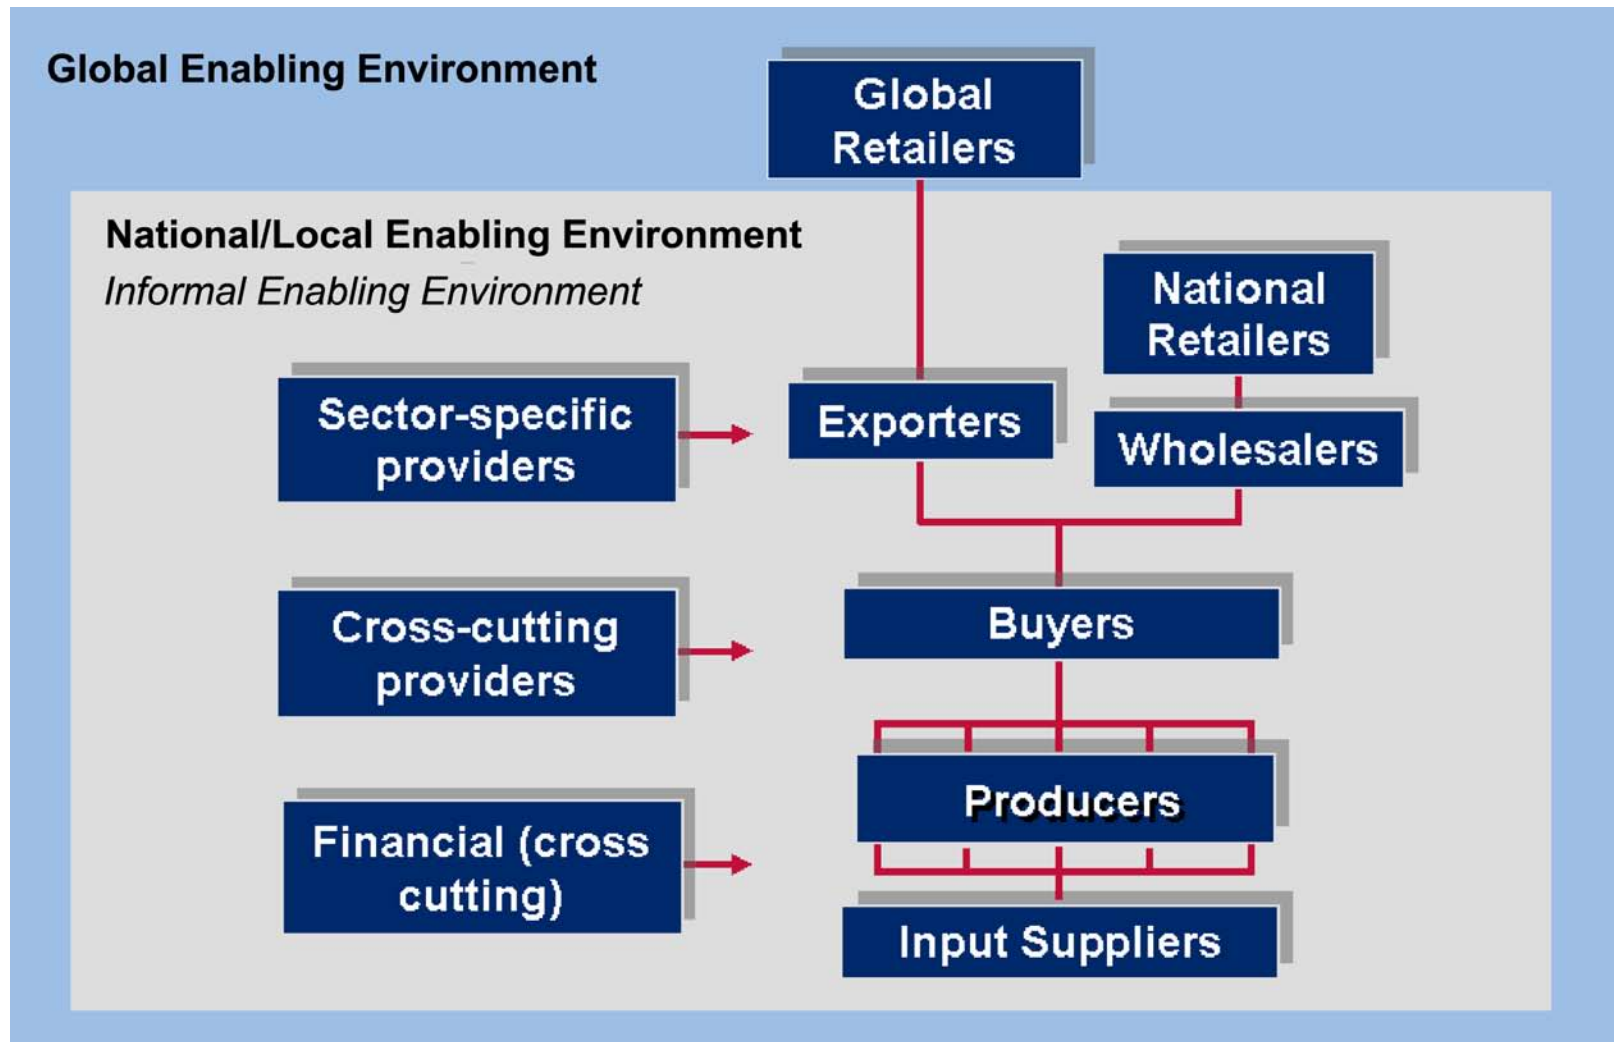 Global Enabling Environment
Global
Retailers
National/Local Enabling Environment
Informal Enabling Environment
National
Retailers
Sector-specific
providers
Exporters
Wholesalers
Cross-cutting
providers
Buyers
Financial (cross
cutting)
Producers
Input Suppliers